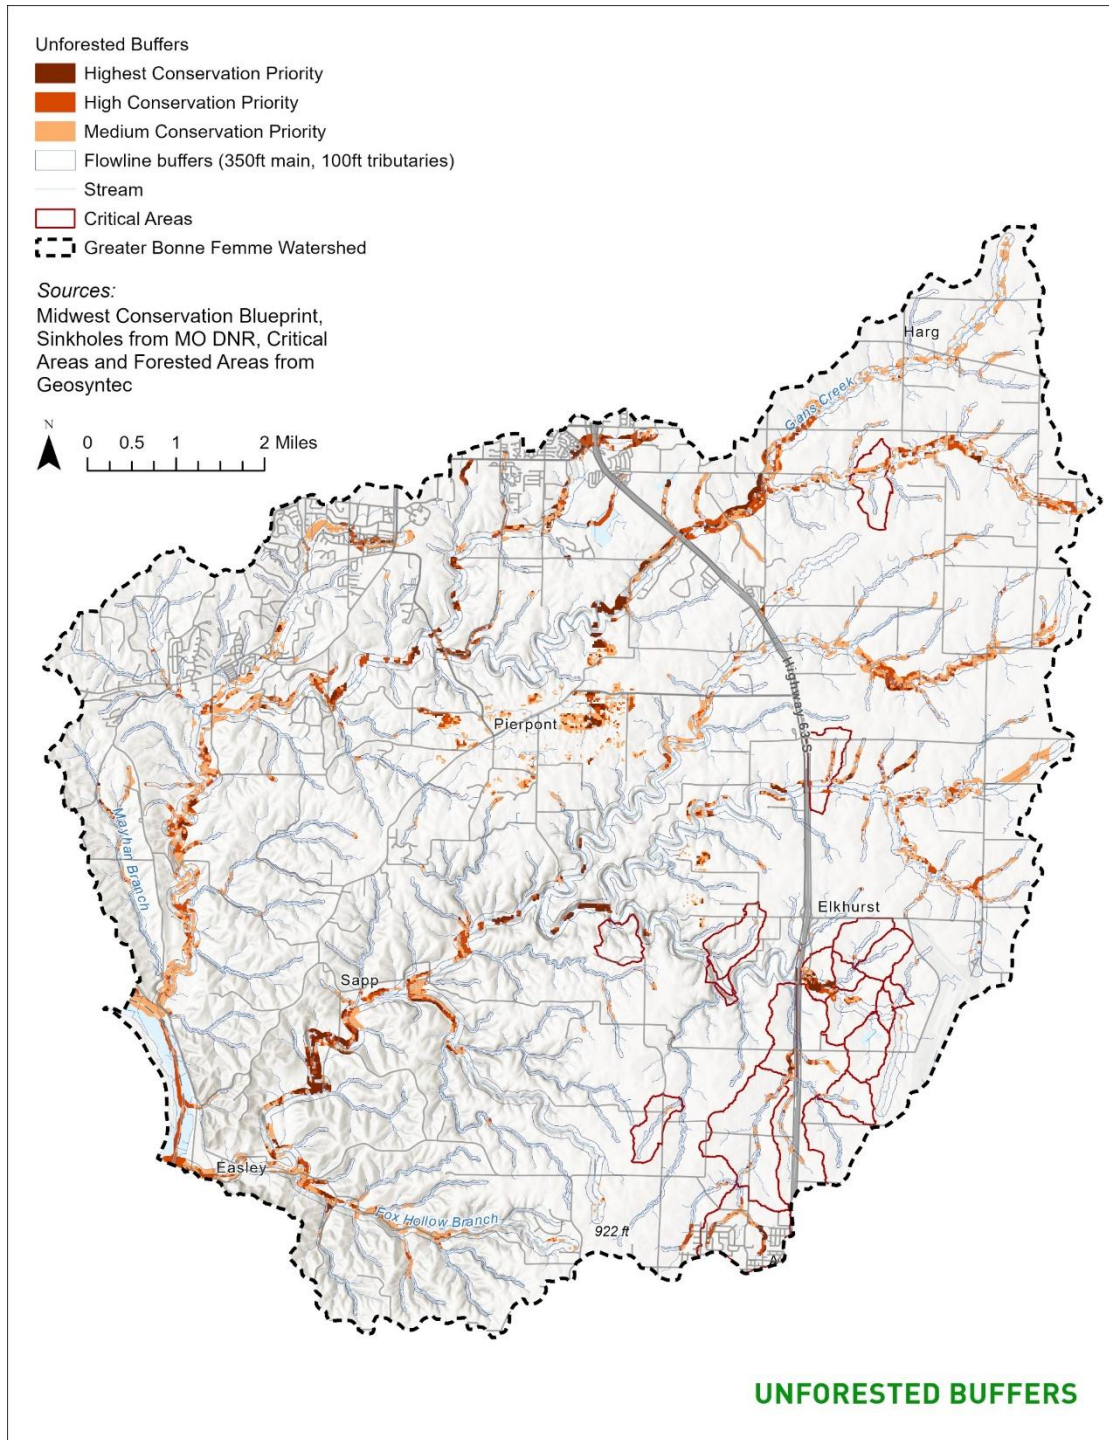 Unforested Buffers
Highest Conservation Priority
High Conservation Priority
Medium Conservation Priority
Flowline buffers (350ft main, 100ft tributaries)
Stream
Critical Areas
Greater Bonne Femme Watershed
Sources:
Midwest Conservation Blueprint,
Sinkholes from MO DNR, Critical
Areas and Forested Areas from
Geosyntec
N
0 0.5 1 2 Miles
Harg
Gans Creek
Highway 63 S
Pierpont
Mayhan Branch
Elkhurst
Sapp
Easley
Fox Hollow Branch
922 ft
A
UNFORESTED BUFFERS